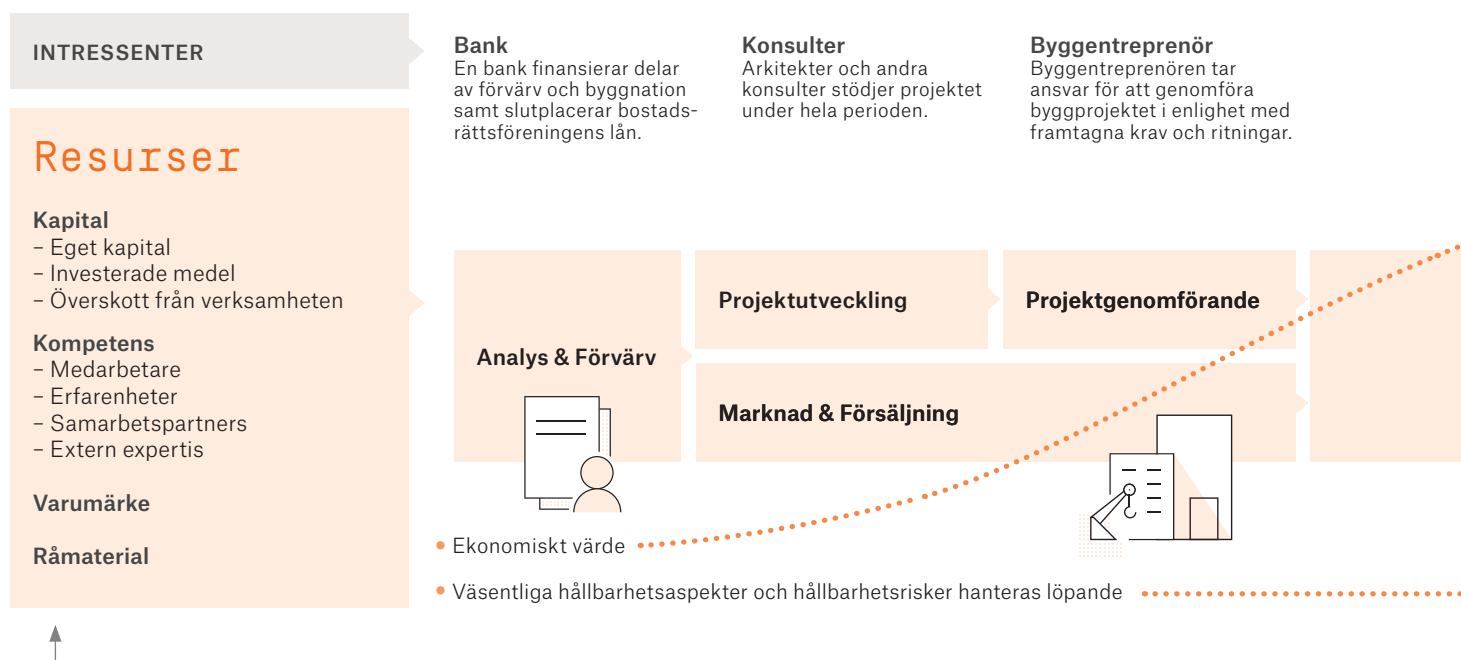 INTRESSENTER
Bank
En bank finansierar delar
av förvärv och byggnation
samt slutplacerar bostads-
rättsföreningens lån.
Konsulter
Arkitekter och andra
konsulter stödjer projektet
under hela perioden.
Byggentreprenör
Byggentreprenören tar
ansvar för att genomföra
byggprojektet i enlighet med
framtagna krav och ritningar.
Resurser
Kapital
– Eget kapital
– Investerade medel
– Överskott från verksamheten
Kompetens
– Medarbetare
– Erfarenheter
– Samarbetspartners
– Extern expertis
Varumärke
Råmaterial
Analys & Förvärv
Projektutveckling
Projektgenomförande
Marknad & Försäljning
• Ekonomiskt värde
• Väsentliga hållbarhetsaspekter och hållbarhetsrisker hanteras löpande